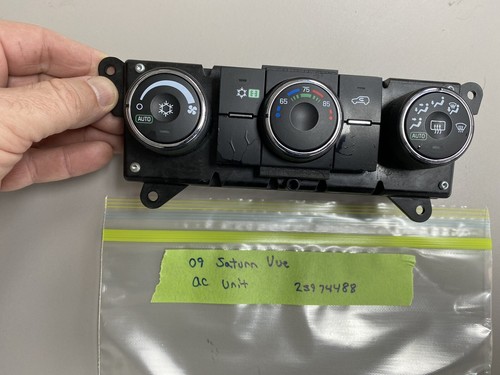 AUTO
65 75 85
AUTO
09 Saturn Vue
AC Unit 25974488